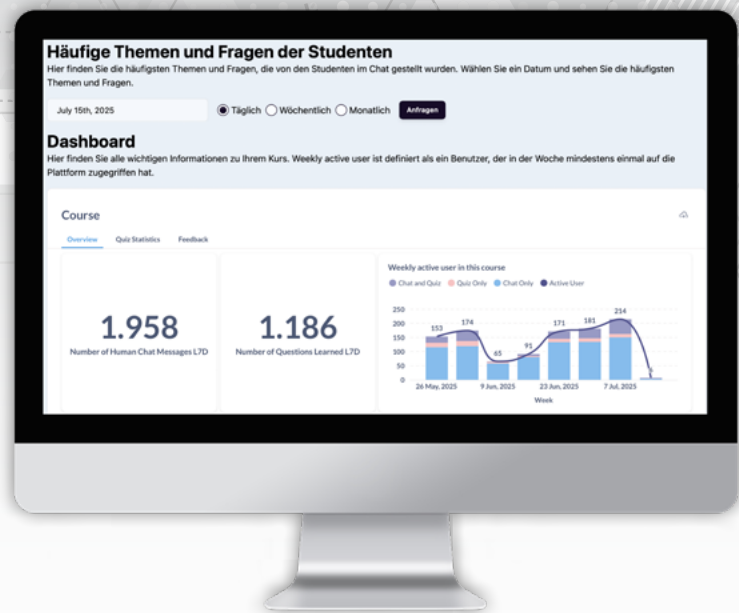 Häufige Themen und Fragen der Studenten
Hier finden Sie die häufigsten Themen und Fragen, die von den Studenten im Chat gestellt wurden. Wählen Sie ein Datum und sehen Sie die häufigsten
Themen und Fragen.
July 15th, 2025
Täglich Wöchentlich Monatlich Anfragen
Dashboard
Hier finden Sie alle wichtigen Informationen zu Ihrem Kurs. Weekly active user ist definiert als ein Benutzer, der in der Woche mindestens einmal auf die
Plattform zugegriffen hat.
Course
Overview Quiz Statistics Feedback
1.958
Number of Human Chat Messages L7D
1.186
Number of Questions Learned L7D
Weekly active user in this course
Chat and Quiz Quiz Only Chat Only Active User
250
200
150
100
50
0
153 174 65 91 171 181 214 6
26 May, 2025 9 Jun, 2025 23 Jun, 2025 7 Jul, 2025
Week